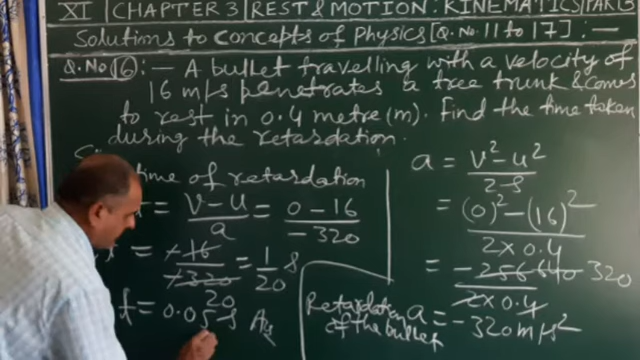 XI | CHAPTER 3 | REST & MOTION: KINEMATICS | PART
Solutions to Concepts of Physics [Q. No. 11 to 17] : —
Q. No. 16 : — A bullet travelling with a velocity of
16 m/s penetrates a tree trunk & comes
to rest in 0.4 metre (m). Find the time taken
during the retardation.
time of retardation
= V - u / a = 0 - 16 / -320
t = -16 / -320 = 1/20 s
20
t = 0.05 s Ans
a = V² - u² / 2 s
= (0)² - (16)² / 2 × 0.4
= -256 640 320 / 2 × 0.4
Retardation of the bullet a = -320 m/s²